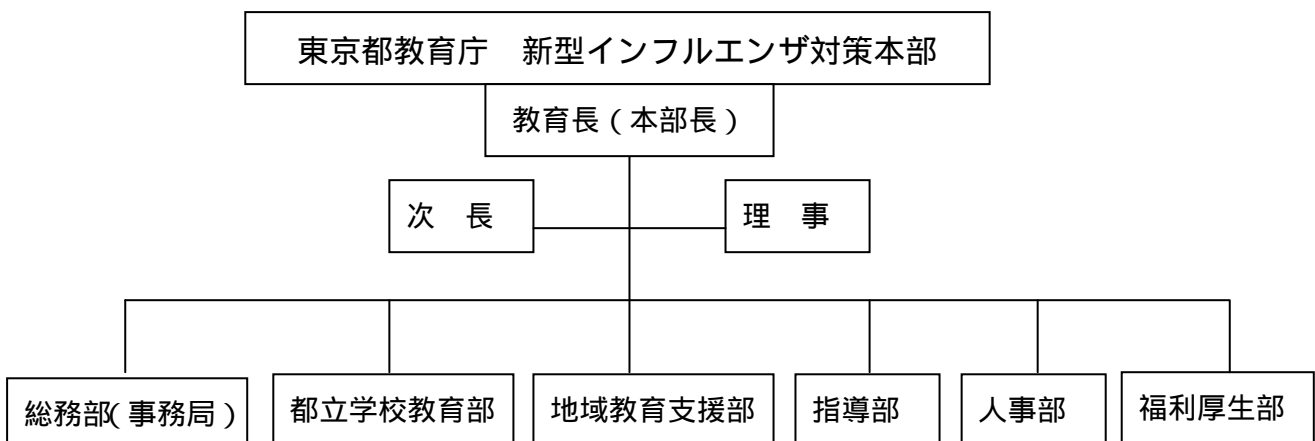 東京都教育庁　新型インフルエンザ対策本部
教育長（本部長）
次　長
理　事
総務部（事務局）
都立学校教育部
地域教育支援部
指導部
人事部
福利厚生部